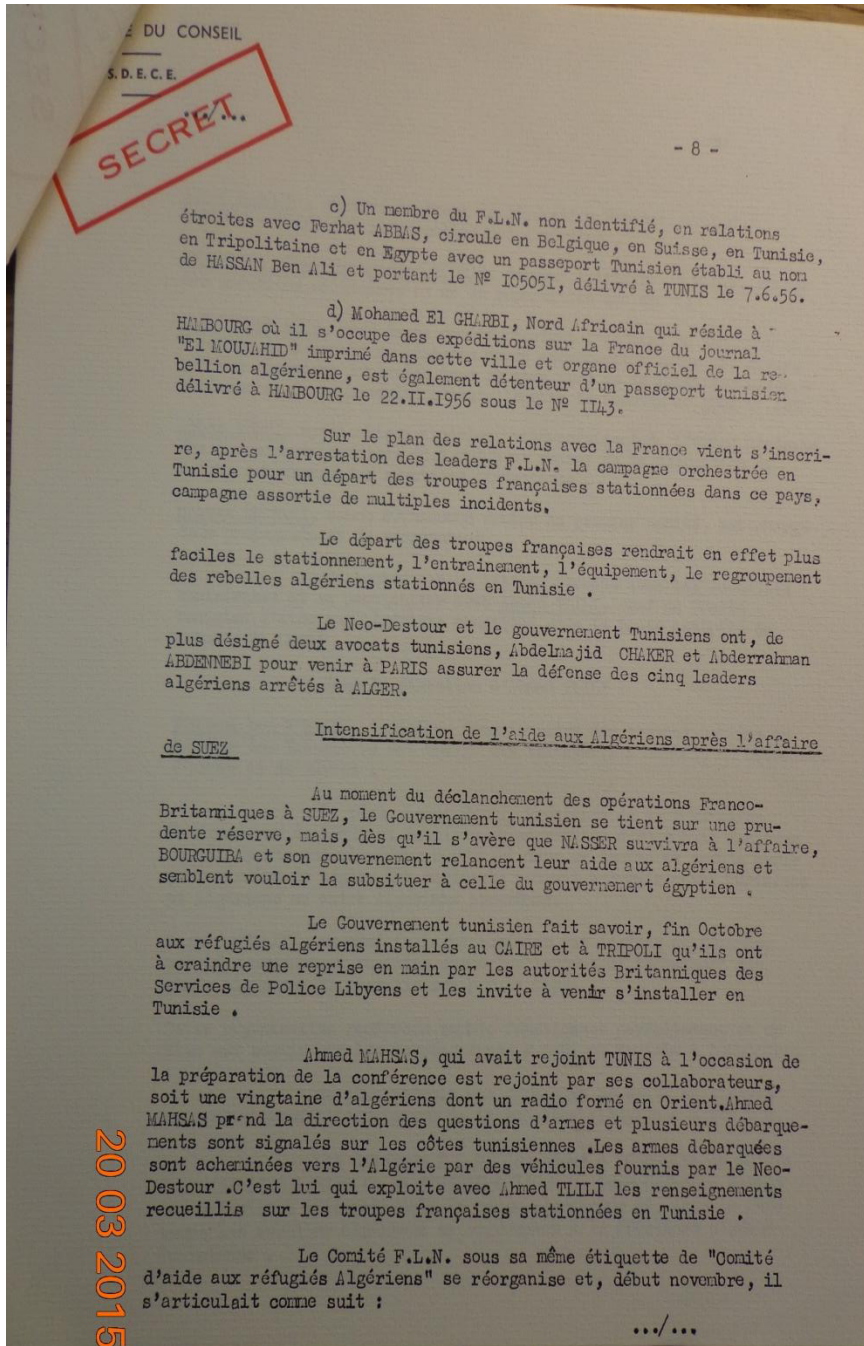 DU CONSEIL
S. D. E. C. E.
.../...
SECRET
- 8 -
c) Un membre du F.L.N. non identifié, en relations
étroites avec Ferhat ABBAS, circule en Belgique, en Suisse, en Tunisie,
en Tripolitaine et en Egypte avec un passeport Tunisien établi au nom
de HASSAN Ben Ali et portant le Nº I0505I, délivré à TUNIS le 7.6.56.
d) Mohamed El GHARBI, Nord Africain qui réside à -
HAMBOURG où il s'occupe des expéditions sur la France du journal
"El MOUJAHID" imprimé dans cette ville et organe officiel de la re-
bellion algérienne, est également détenteur d'un passeport tunisien
délivré à HAMBOURG le 22.II.I956 sous le Nº II43.
Sur le plan des relations avec la France vient s'inscri-
re, après l'arrestation des leaders F.L.N. la campagne orchestrée en
Tunisie pour un départ des troupes françaises stationnées dans ce pays,
campagne assortie de multiples incidents.
Le départ des troupes françaises rendrait en effet plus
faciles le stationnement, l'entrainement, l'équipement, le regroupement
des rebelles algériens stationnés en Tunisie .
Le Neo-Destour et le gouvernement Tunisiens ont, de
plus désigné deux avocats tunisiens, Abdelmajid CHAKER et Abderrahman
ABDENNEBI pour venir à PARIS assurer la défense des cinq leaders
algériens arrêtés à ALGER.
Intensification de l'aide aux Algériens après l'affaire
de SUEZ
Au moment du déclanchement des opérations Franco-
Britanniques à SUEZ, le Gouvernement tunisien se tient sur une pru-
dente réserve, mais, dès qu'il s'avère que NASSER survivra à l'affaire,
BOURGUIBA et son gouvernement relancent leur aide aux algériens et
semblent vouloir la subsituer à celle du gouvernement égyptien .
Le Gouvernement tunisien fait savoir, fin Octobre
aux réfugiés algériens installés au CAIRE et à TRIPOLI qu'ils ont
à craindre une reprise en main par les autorités Britanniques des
Services de Police Libyens et les invite à venir s'installer en
Tunisie .
Ahmed MAHSAS, qui avait rejoint TUNIS à l'occasion de
la préparation de la conférence est rejoint par ses collaborateurs,
soit une vingtaine d'algériens dont un radio formé en Orient.Ahmed
MAHSAS prend la direction des questions d'armes et plusieurs débarque-
ments sont signalés sur les côtes tunisiennes .Les armes débarquées
sont acheminées vers l'Algérie par des véhicules fournis par le Neo-
Destour .C'est lui qui exploite avec Ahmed TLILI les renseignements
recueillis sur les troupes françaises stationnées en Tunisie .
Le Comité F.L.N. sous sa même étiquette de "Comité
d'aide aux réfugiés Algériens" se réorganise et, début novembre, il
s'articulait comme suit :
.../...
20 03 2015